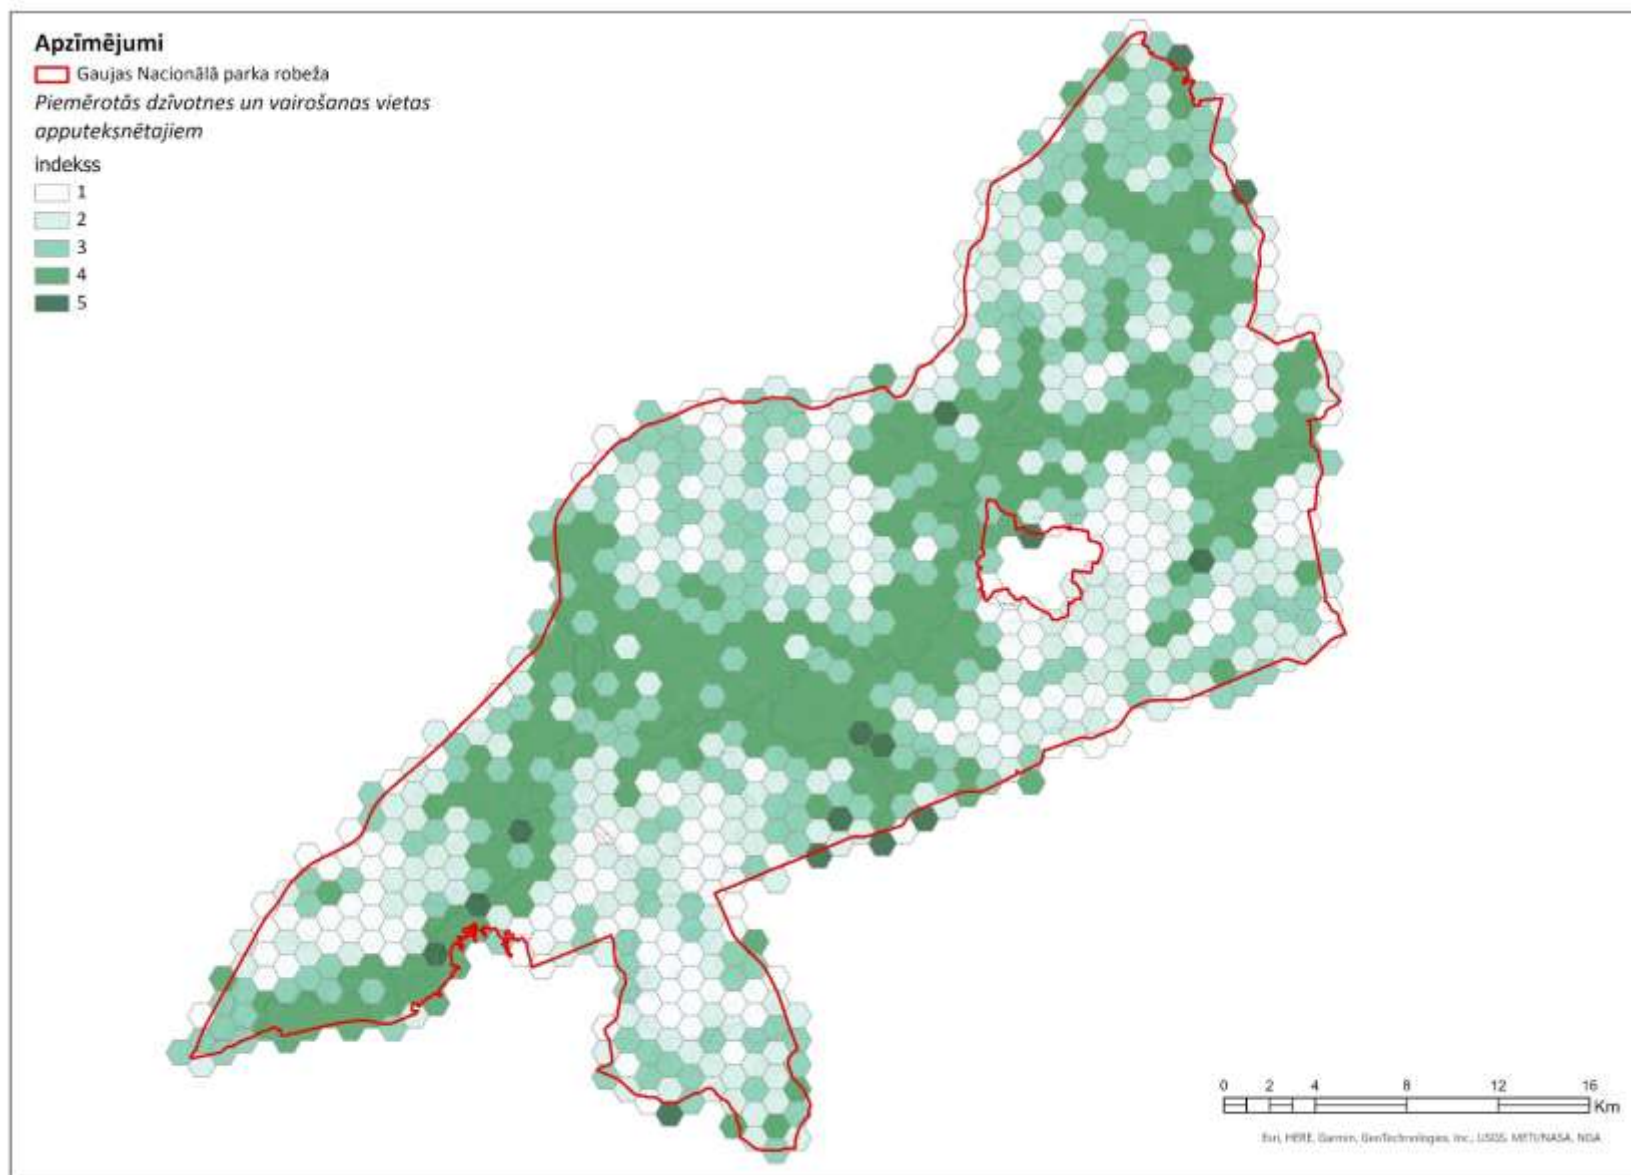 Apzīmējumi
Gaujas Nacionālā parka robeža
Piemērotās dzīvotnes un vairošanas vietas
apputeksnētajiem
indekss
1
2
3
4
5
0 2 4 8 12 16
Km
Esri, HERE, Garmin, GeoTechnologies, Inc., USGS, METI/NASA, NGA